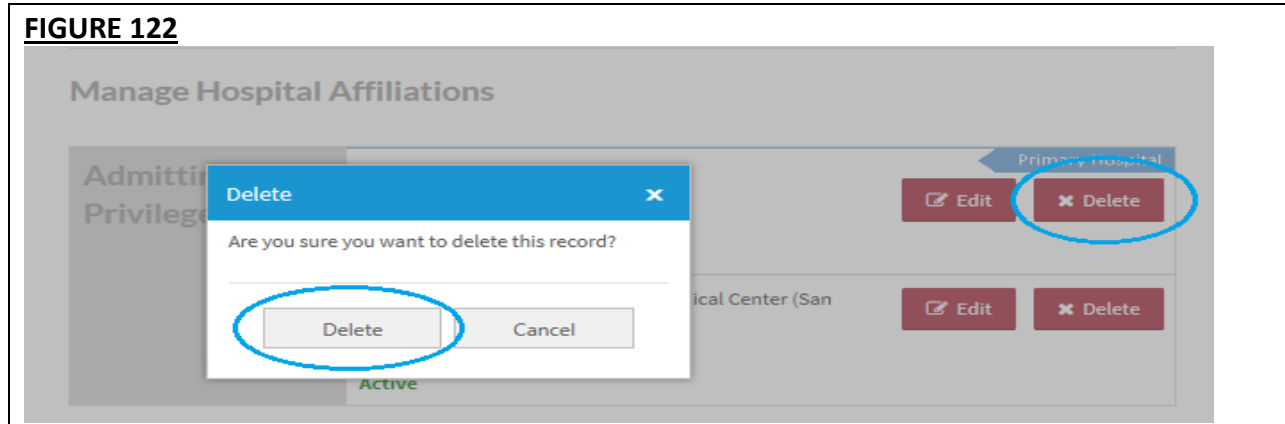 FIGURE 122
Manage Hospital Affiliations
Primary Hospital
Admittin
Privilege
Edit
Delete
Delete
Are you sure you want to delete this record?
Delete
Cancel
ical Center (San
Edit
Delete
Active